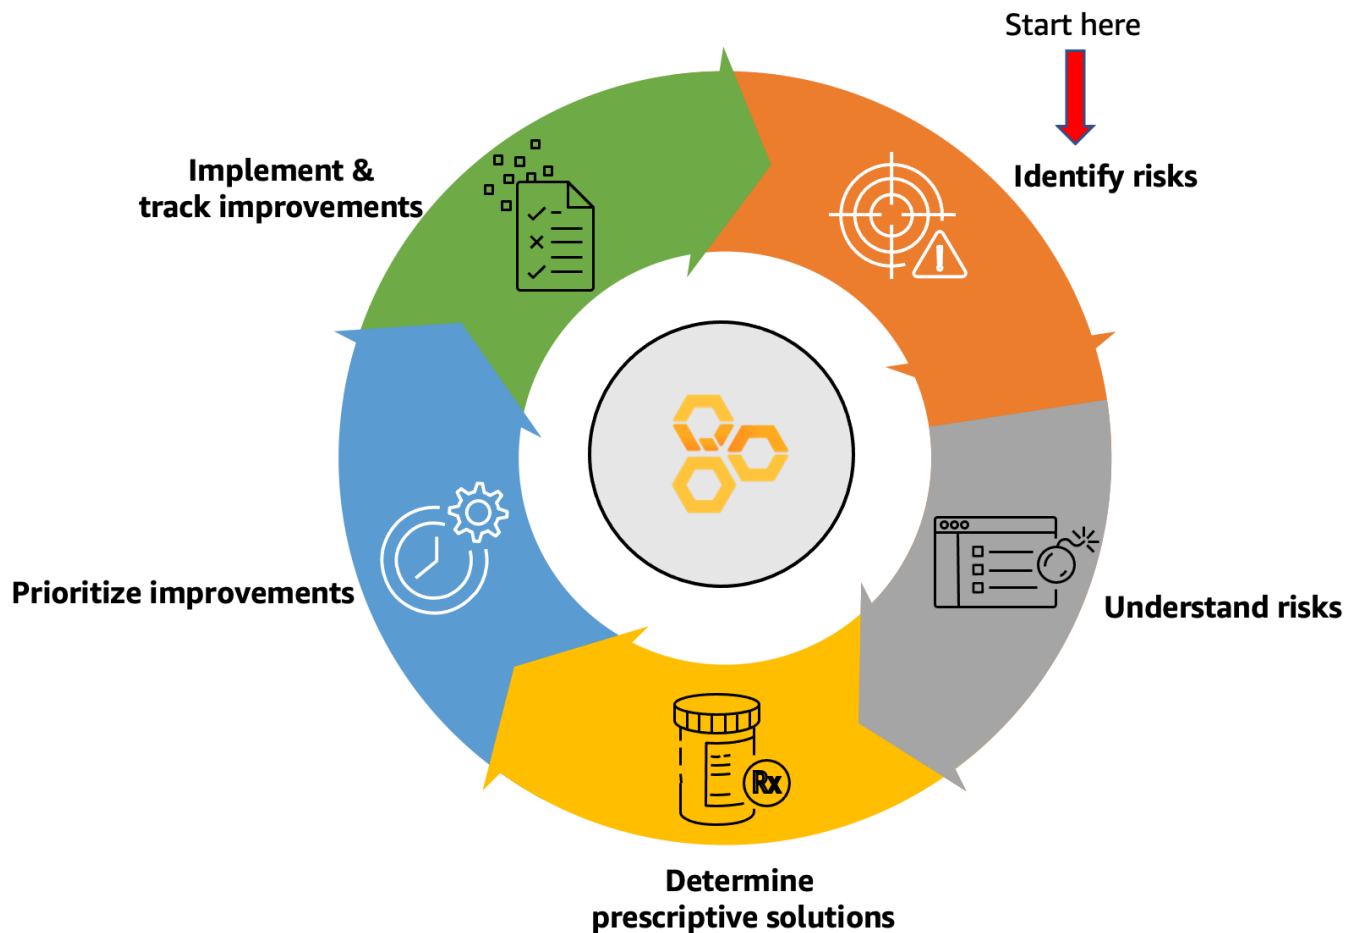 Start here
Identify risks
Implement &
track improvements
Understand risks
Prioritize improvements
Rx
Determine
prescriptive solutions